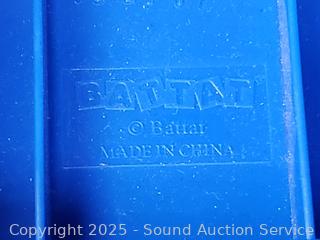 BATTAT
© Battat
MADE IN CHINA
Copyright 2025 - Sound Auction Service